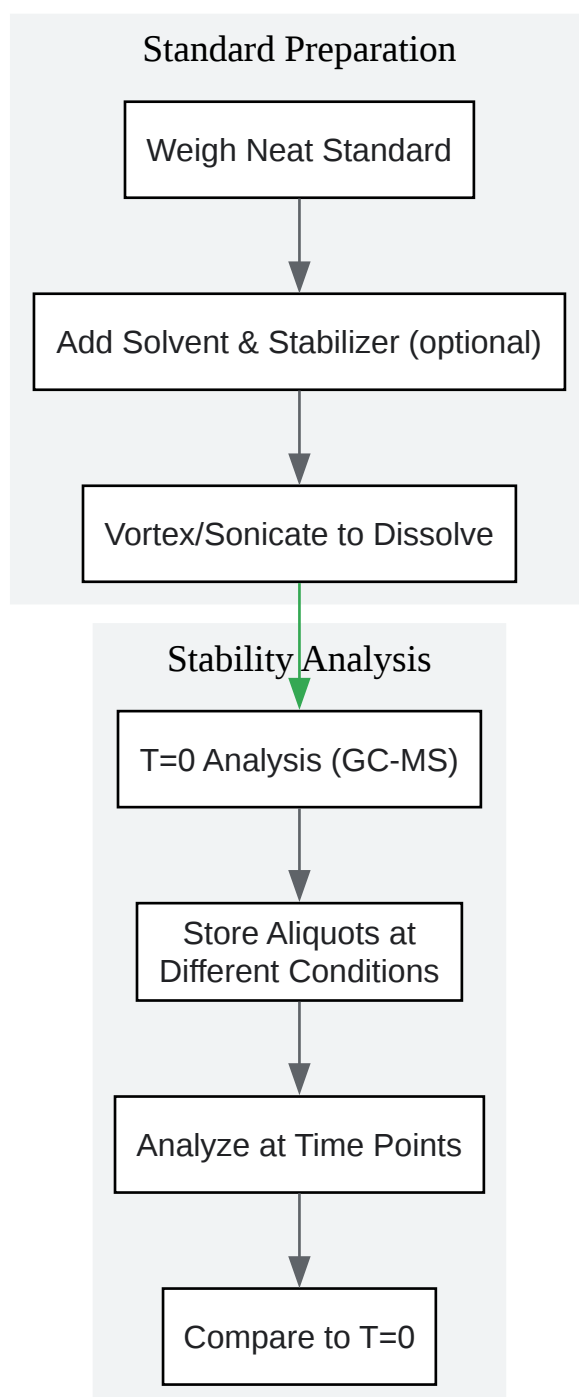 Standard Preparation
Weigh Neat Standard
Add Solvent & Stabilizer (optional)
Vortex/Sonicate to Dissolve
Stability Analysis
T=0 Analysis (GC-MS)
Store Aliquots at
Different Conditions
Analyze at Time Points
Compare to T=0